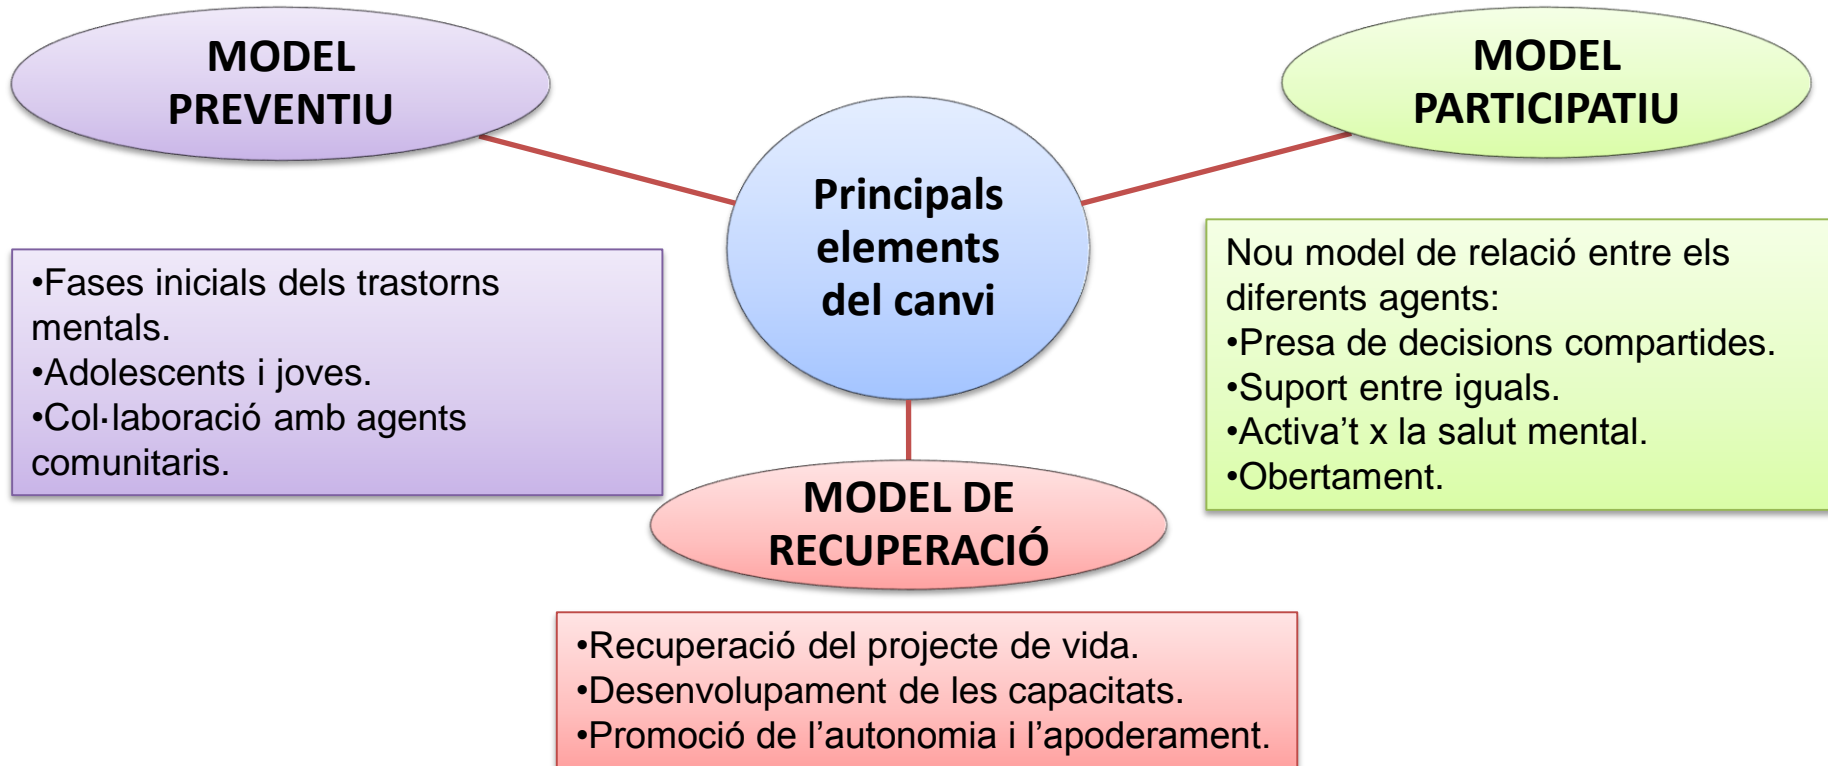 MODEL
PREVENTIU
MODEL
PARTICIPATIU
Principals
elements
del canvi
•Fases inicials dels trastorns
mentals.
•Adolescents i joves.
•Col·laboració amb agents
comunitaris.
Nou model de relació entre els
diferents agents:
•Presa de decisions compartides.
•Suport entre iguals.
•Activa’t x la salut mental.
•Obertament.
MODEL DE
RECUPERACIÓ
•Recuperació del projecte de vida.
•Desenvolupament de les capacitats.
•Promoció de l’autonomia i l’apoderament.